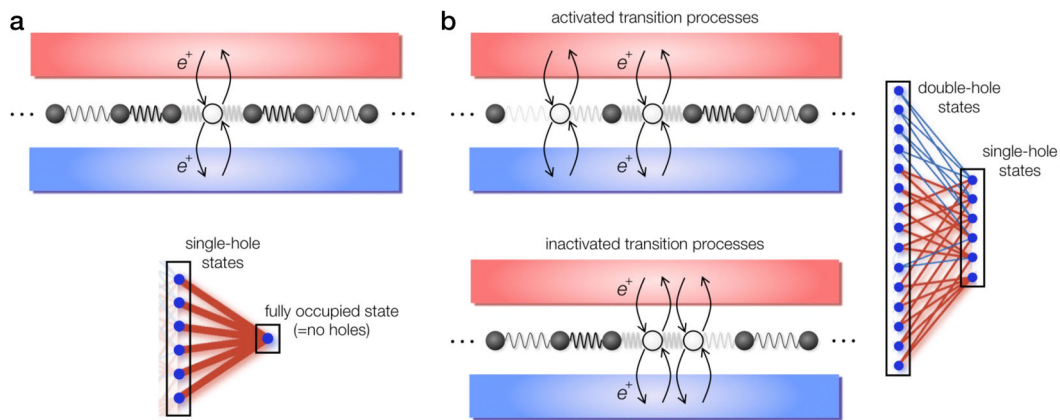 a
e+
...
...
e+
single-hole
states
fully occupied state
(=no holes)
b
activated transition processes
e+
e+
...
...
e+
e+
inactivated transition processes
e+
...
...
e+
double-hole
states
single-hole
states